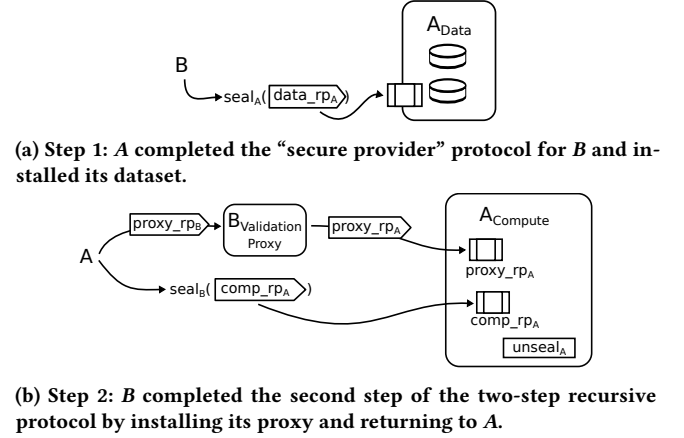 A_Data
B
seal_A( data_rp_A )
(a) Step 1: A completed the “secure provider” protocol for B and in-
stalled its dataset.
A_Compute
proxy_rp_B B_Validation Proxy proxy_rp_A
A
proxy_rp_A
seal_B( comp_rp_A )
comp_rp_A
unseal_A
(b) Step 2: B completed the second step of the two-step recursive
protocol by installing its proxy and returning to A.